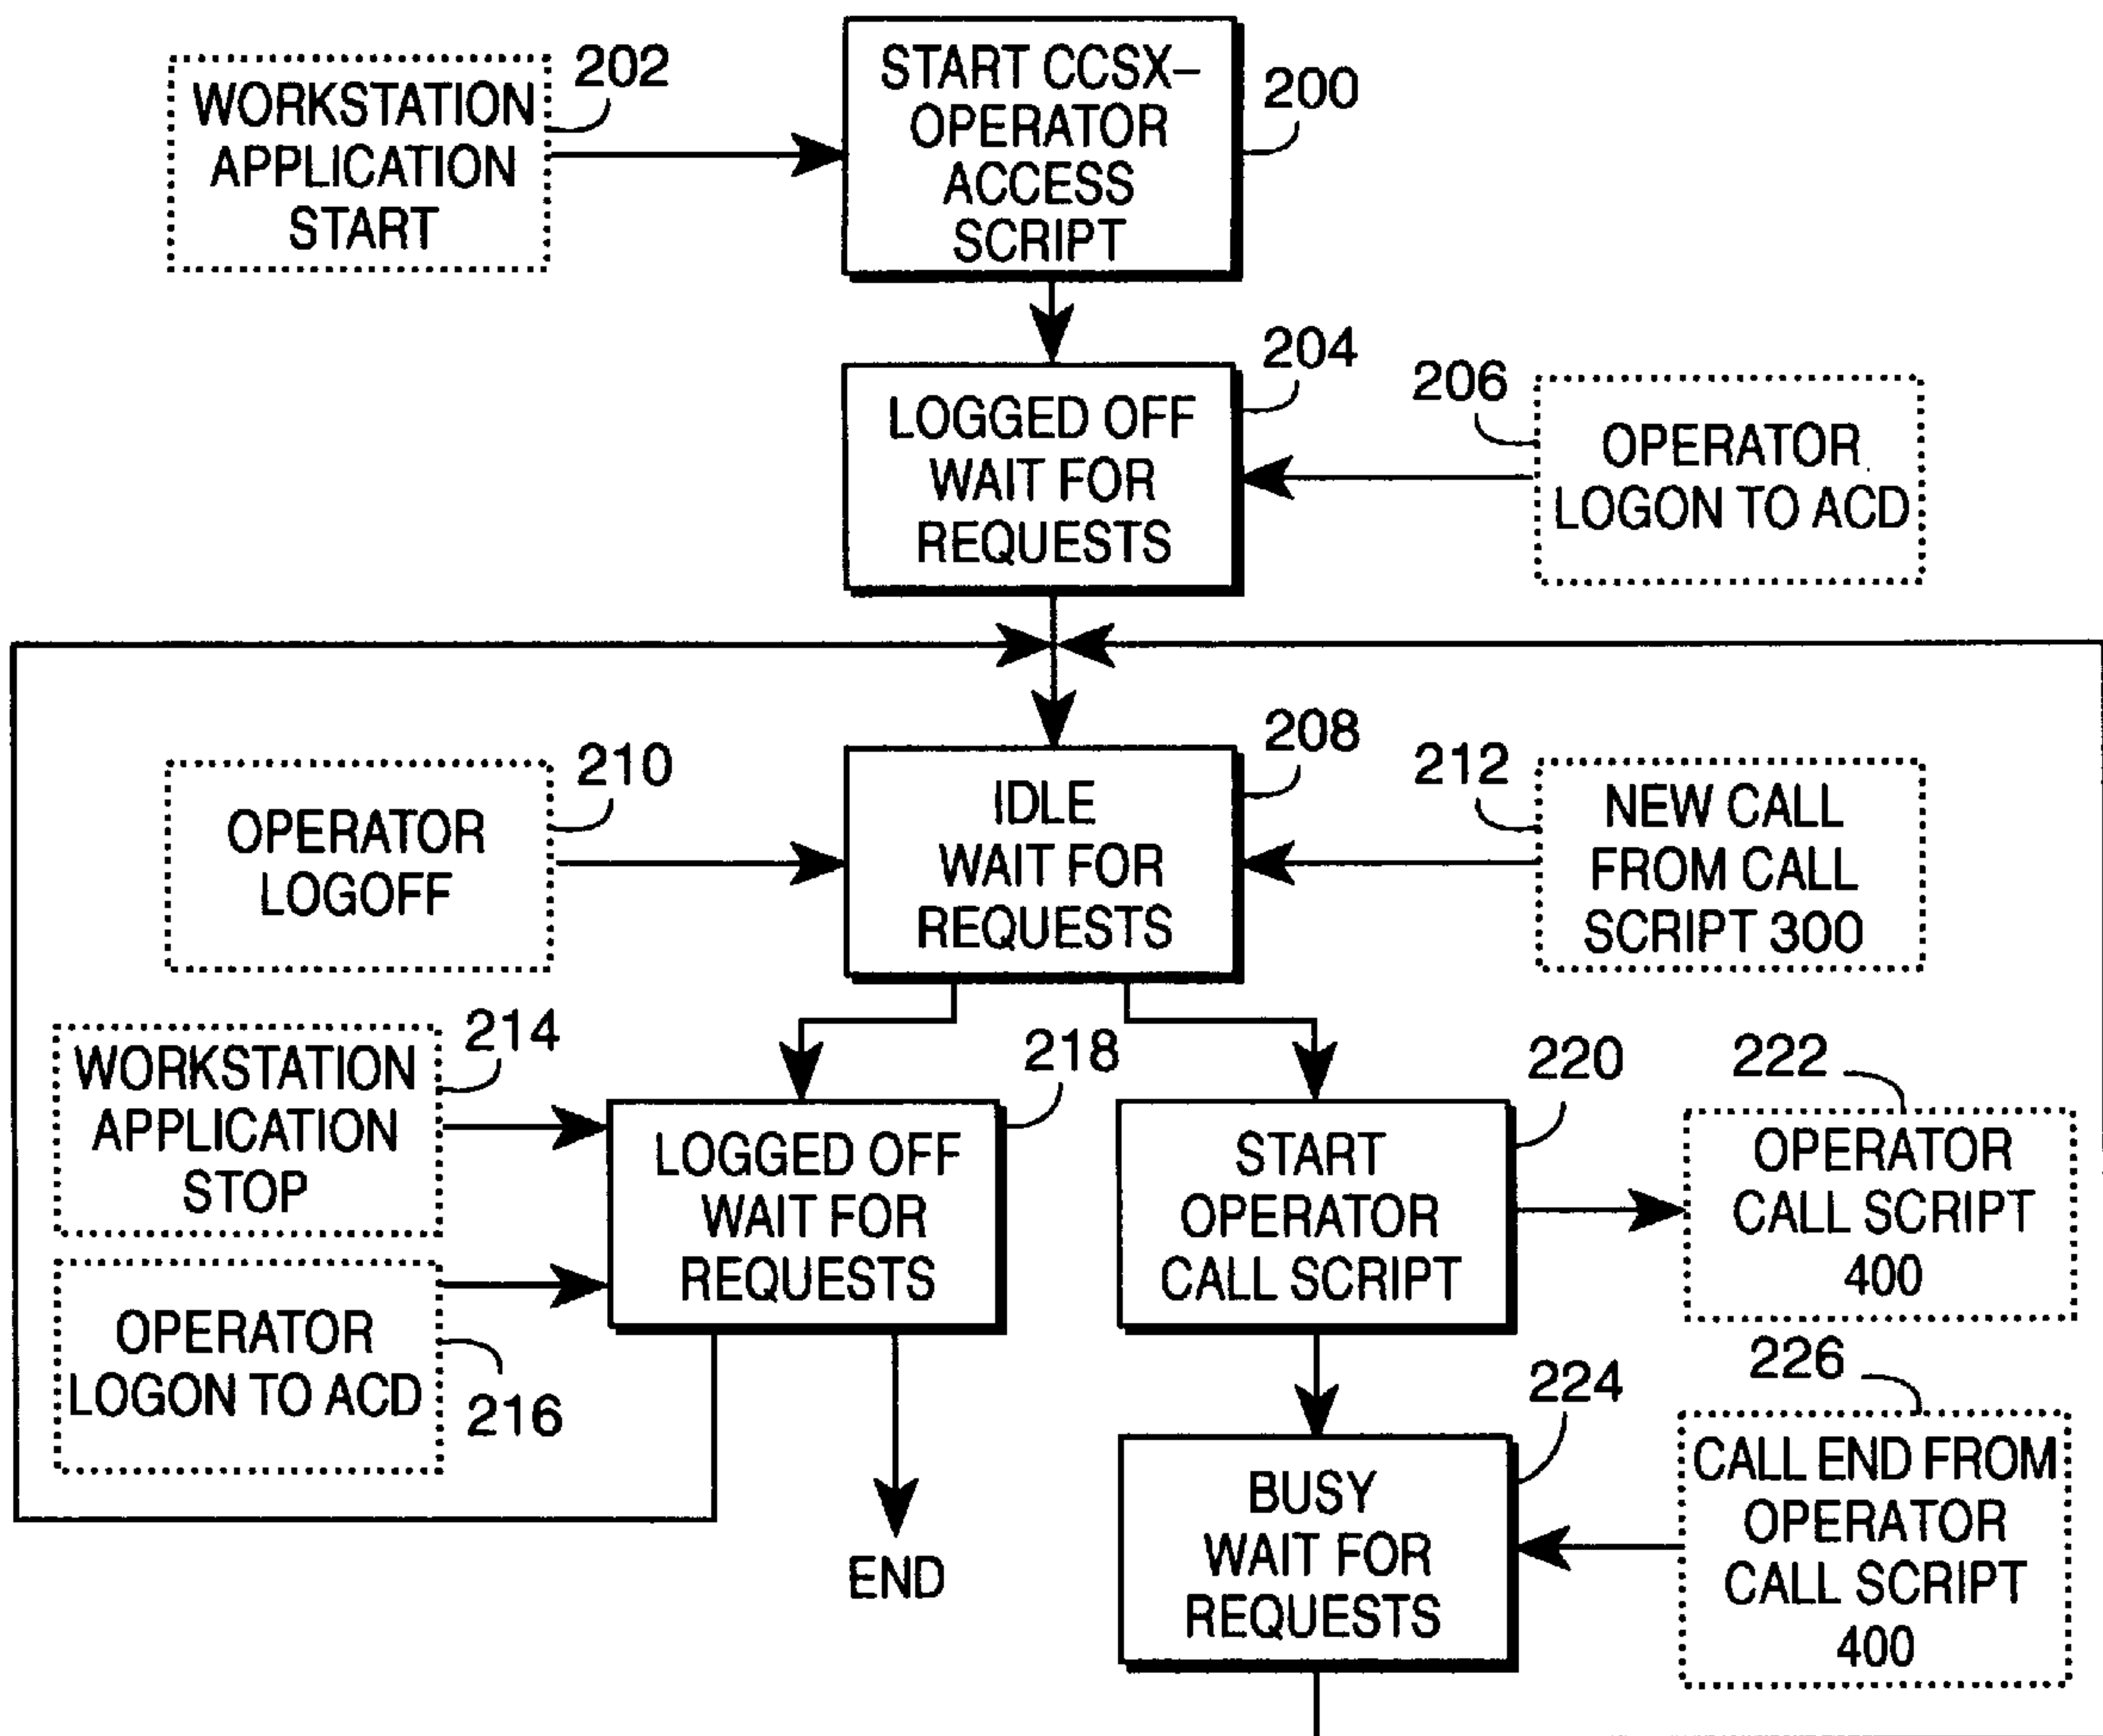 WORKSTATION
APPLICATION
START
202
START CCSX–
OPERATOR
ACCESS
SCRIPT
200
LOGGED OFF
WAIT FOR
REQUESTS
204
206
OPERATOR
LOGON TO ACD
OPERATOR
LOGOFF
210
IDLE
WAIT FOR
REQUESTS
208
212
NEW CALL
FROM CALL
SCRIPT 300
WORKSTATION
APPLICATION
STOP
214
OPERATOR
LOGON TO ACD
216
LOGGED OFF
WAIT FOR
REQUESTS
218
END
START
OPERATOR
CALL SCRIPT
220
222
OPERATOR
CALL SCRIPT
400
BUSY
WAIT FOR
REQUESTS
224
226
CALL END FROM
OPERATOR
CALL SCRIPT
400